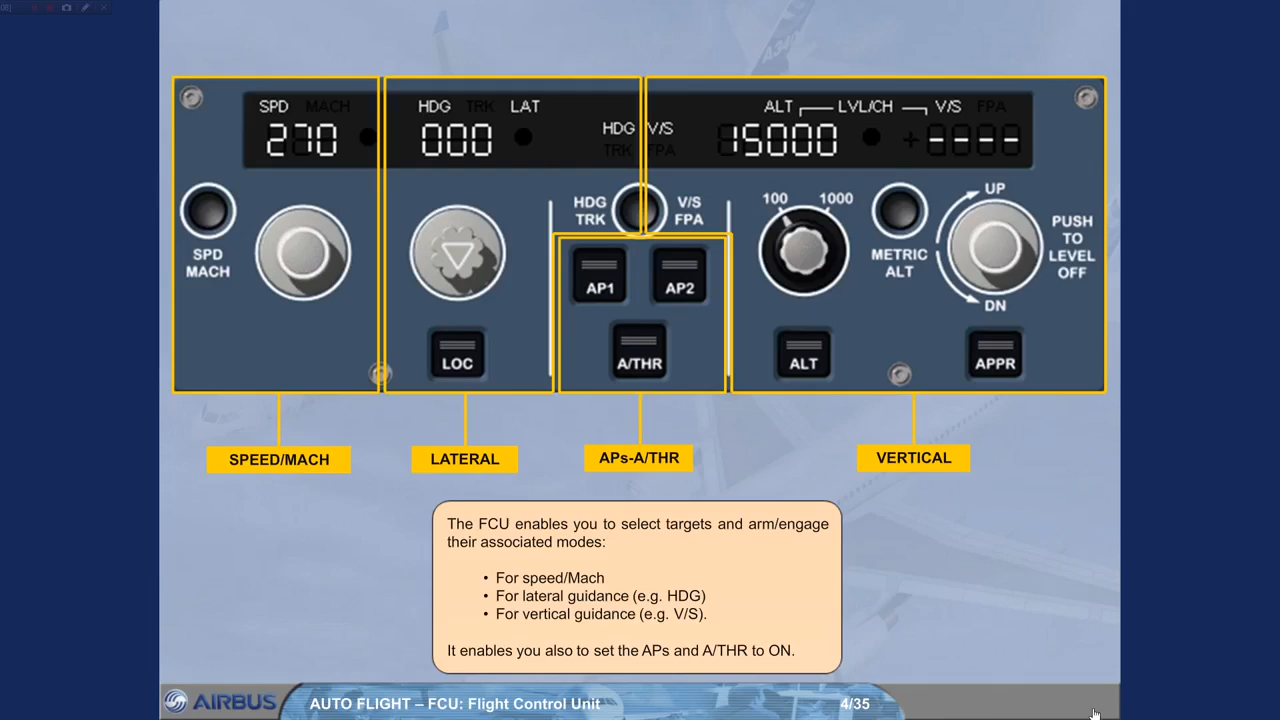 SPD MACH
HDG TRK LAT
ALT LVL/CH V/S FPA
270
000
HDG V/S
TRK FPA
15000
+ - - - -
SPD
MACH
HDG
TRK
V/S
FPA
100 1000
METRIC
ALT
UP
DN
PUSH
TO
LEVEL
OFF
AP1
AP2
LOC
A/THR
ALT
APPR
SPEED/MACH
LATERAL
APs-A/THR
VERTICAL
The FCU enables you to select targets and arm/engage
their associated modes:
• For speed/Mach
• For lateral guidance (e.g. HDG)
• For vertical guidance (e.g. V/S).
It enables you also to set the APs and A/THR to ON.
AIRBUS
AUTO FLIGHT – FCU: Flight Control Unit
4/35